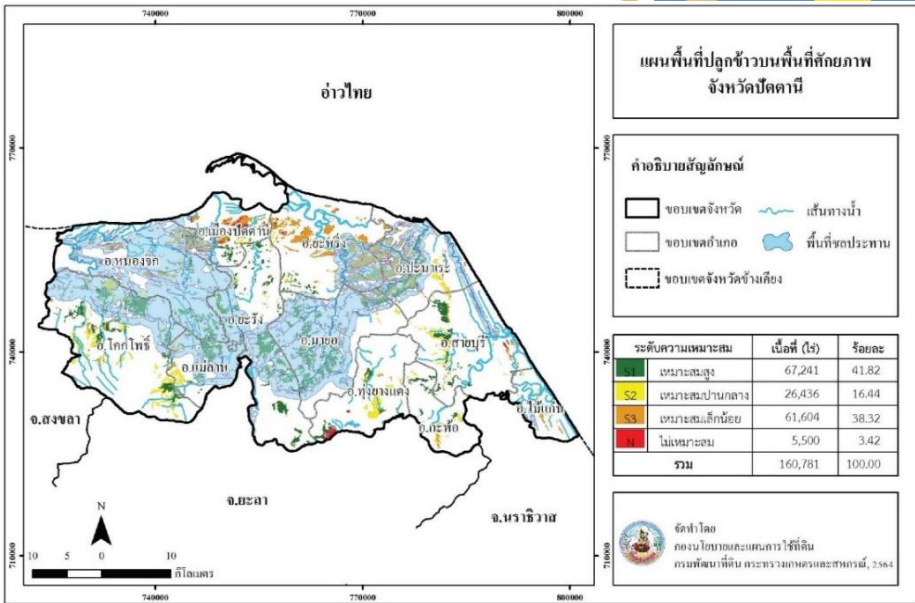 740000 770000 800000
แผนพื้นที่ปลูกข้าวบนพื้นที่ศักยภาพ
จังหวัดปัตตานี
อ่าวไทย
770000
770000
อ.เมืองปัตตานี
อ.ยะหริ่ง
อ.หนองจิก
อ.ปะนาเระ
อ.ยะรัง
อ.มายอ
อ.สายบุรี
อ.โคกโพธิ์
อ.แม่ลาน
อ.ทุ่งยางแดง
อ.ไม้แก่น
อ.กะพ้อ
740000
740000
จ.สงขลา
จ.ยะลา
จ.นราธิวาส
N
10 5 0 10
กิโลเมตร
710000
710000
740000 770000 800000
คำอธิบายสัญลักษณ์
ขอบเขตจังหวัด เส้นทางน้ำ
ขอบเขตอำเภอ พื้นที่ชลประทาน
ขอบเขตจังหวัดข้างเคียง
ระดับความเหมาะสม เนื้อที่ (ไร่) ร้อยละ
S1 เหมาะสมสูง 67,241 41.82
S2 เหมาะสมปานกลาง 26,436 16.44
S3 เหมาะสมเล็กน้อย 61,604 38.32
N ไม่เหมาะสม 5,500 3.42
รวม 160,781 100.00
จัดทำโดย
กองนโยบายและแผนการใช้ที่ดิน
กรมพัฒนาที่ดิน กระทรวงเกษตรและสหกรณ์, 2564